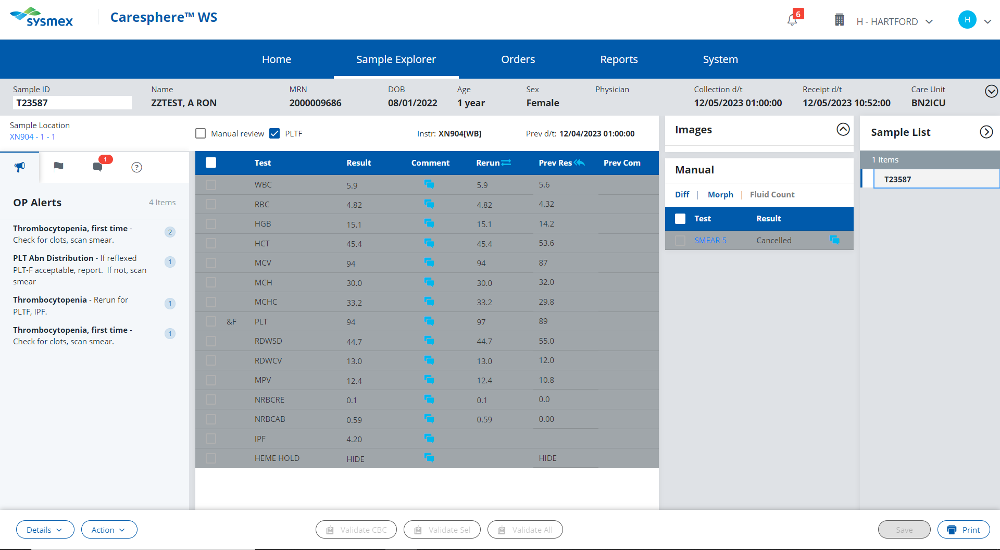 sysmex
Caresphere™ WS
6
H - HARTFORD
H
Home
Sample Explorer
Orders
Reports
System
Sample ID
T23587
Name
ZZTEST, A RON
MRN
2000009686
DOB
08/01/2022
Age
1 year
Sex
Female
Physician
Collection d/t
12/05/2023 01:00:00
Receipt d/t
12/05/2023 10:52:00
Care Unit
BN2ICU
Sample Location
XN904 - 1 - 1
1
?
OP Alerts
4 Items
Thrombocytopenia, first time -
Check for clots, scan smear.
2
PLT Abn Distribution - If reflexed
PLT-F acceptable, report. If not, scan
smear
1
Thrombocytopenia - Rerun for
PLTF, IPF.
1
Thrombocytopenia, first time -
Check for clots, scan smear.
1
Manual review
PLTF
Instr: XN904[WB]
Prev d/t: 12/04/2023 01:00:00
Test Result Comment Rerun Prev Res Prev Com
WBC 5.9 5.9 5.6
RBC 4.82 4.82 4.32
HGB 15.1 15.1 14.2
HCT 45.4 45.4 53.6
MCV 94 94 87
MCH 30.0 30.0 32.0
MCHC 33.2 33.2 29.8
&F PLT 94 97 89
RDWSD 44.7 44.7 55.0
RDWCV 13.0 13.0 12.0
MPV 12.4 12.4 10.8
NRBCRE 0.1 0.1 0.0
NRBCAB 0.59 0.59 0.00
IPF 4.20
HEME HOLD HIDE HIDE
Images
Manual
Diff | Morph | Fluid Count
Test Result
SMEAR 5 Cancelled
Sample List
1 Items
T23587
Details
Action
Validate CBC
Validate Sel
Validate All
Save
Print